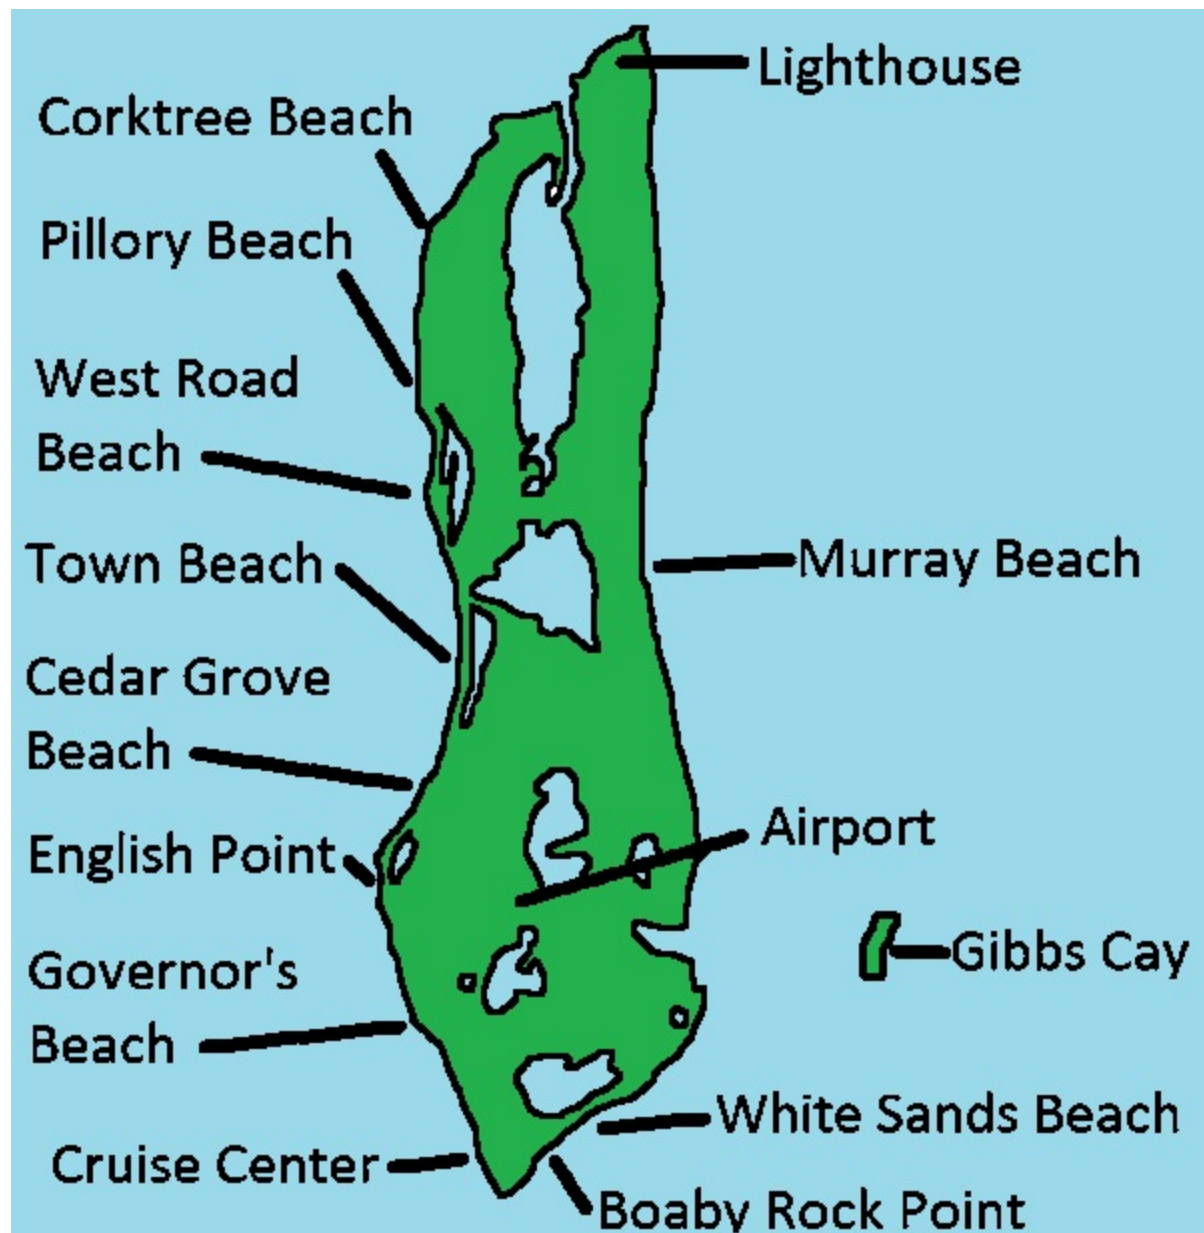 Lighthouse
Corktree Beach
Pillory Beach
West Road
Beach
Town Beach
Murray Beach
Cedar Grove
Beach
Airport
English Point
Gibbs Cay
Governor's
Beach
White Sands Beach
Cruise Center
Boaby Rock Point